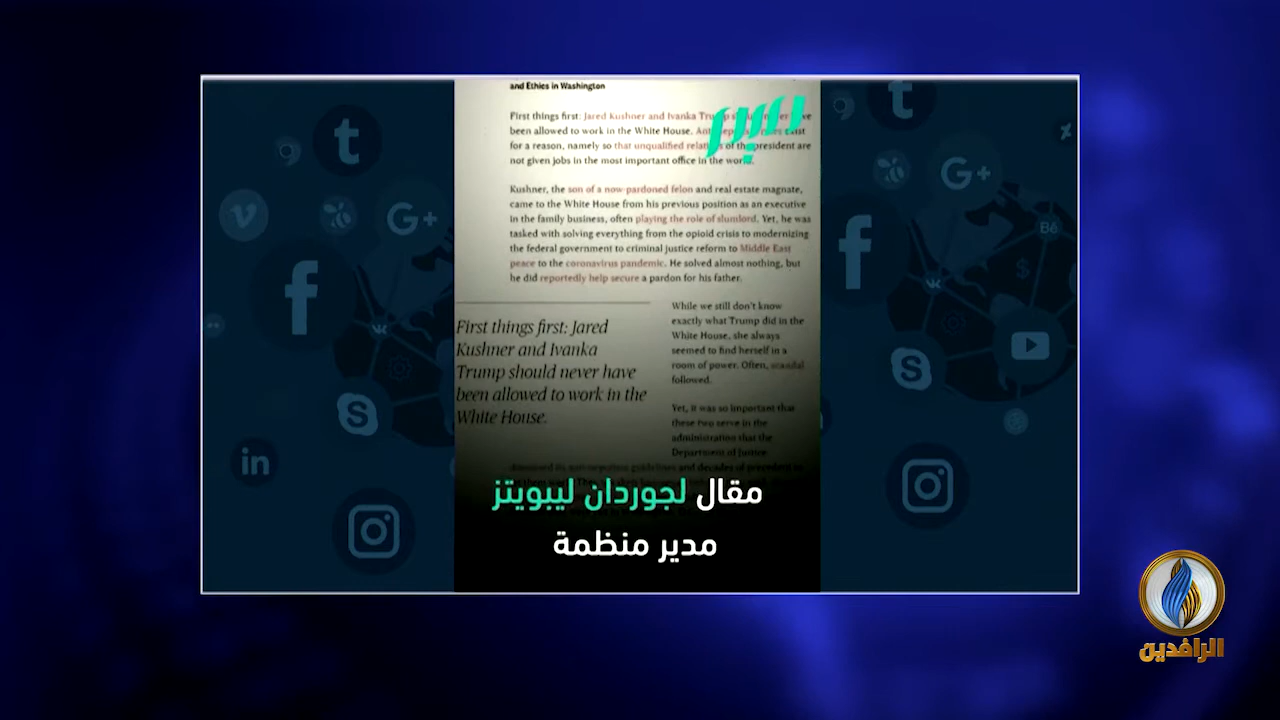 and Ethics in Washington
First things first: Jared Kushner and Ivanka
been allowed to work in the White House.
for a reason, namely so that unqualified of the president are
not given jobs in the most important office in the world.
Kushner, the son of a now-pardoned felon and real estate magnate,
came to the White House from his previous position as an executive
in the family business, often playing the role of slumlord. Yet, he was
tasked with solving everything from the opioid crisis to modernizing
the federal government to criminal justice reform to Middle East
peace to the coronavirus pandemic. He solved almost nothing, but
he did reportedly help secure a pardon for his father.
First things first: Jared
Kushner and Ivanka
Trump should never have
been allowed to work in the
White House.
While we still don't know
exactly what Trump did in the
White House, she always
seemed to find herself in a
room of power. Often, scandal
followed.
Yet, it was so important that
these two serve in the
administration that the
Department of Justice
مقال لجوردان ليبويتز
مدير منظمة
الرافدين